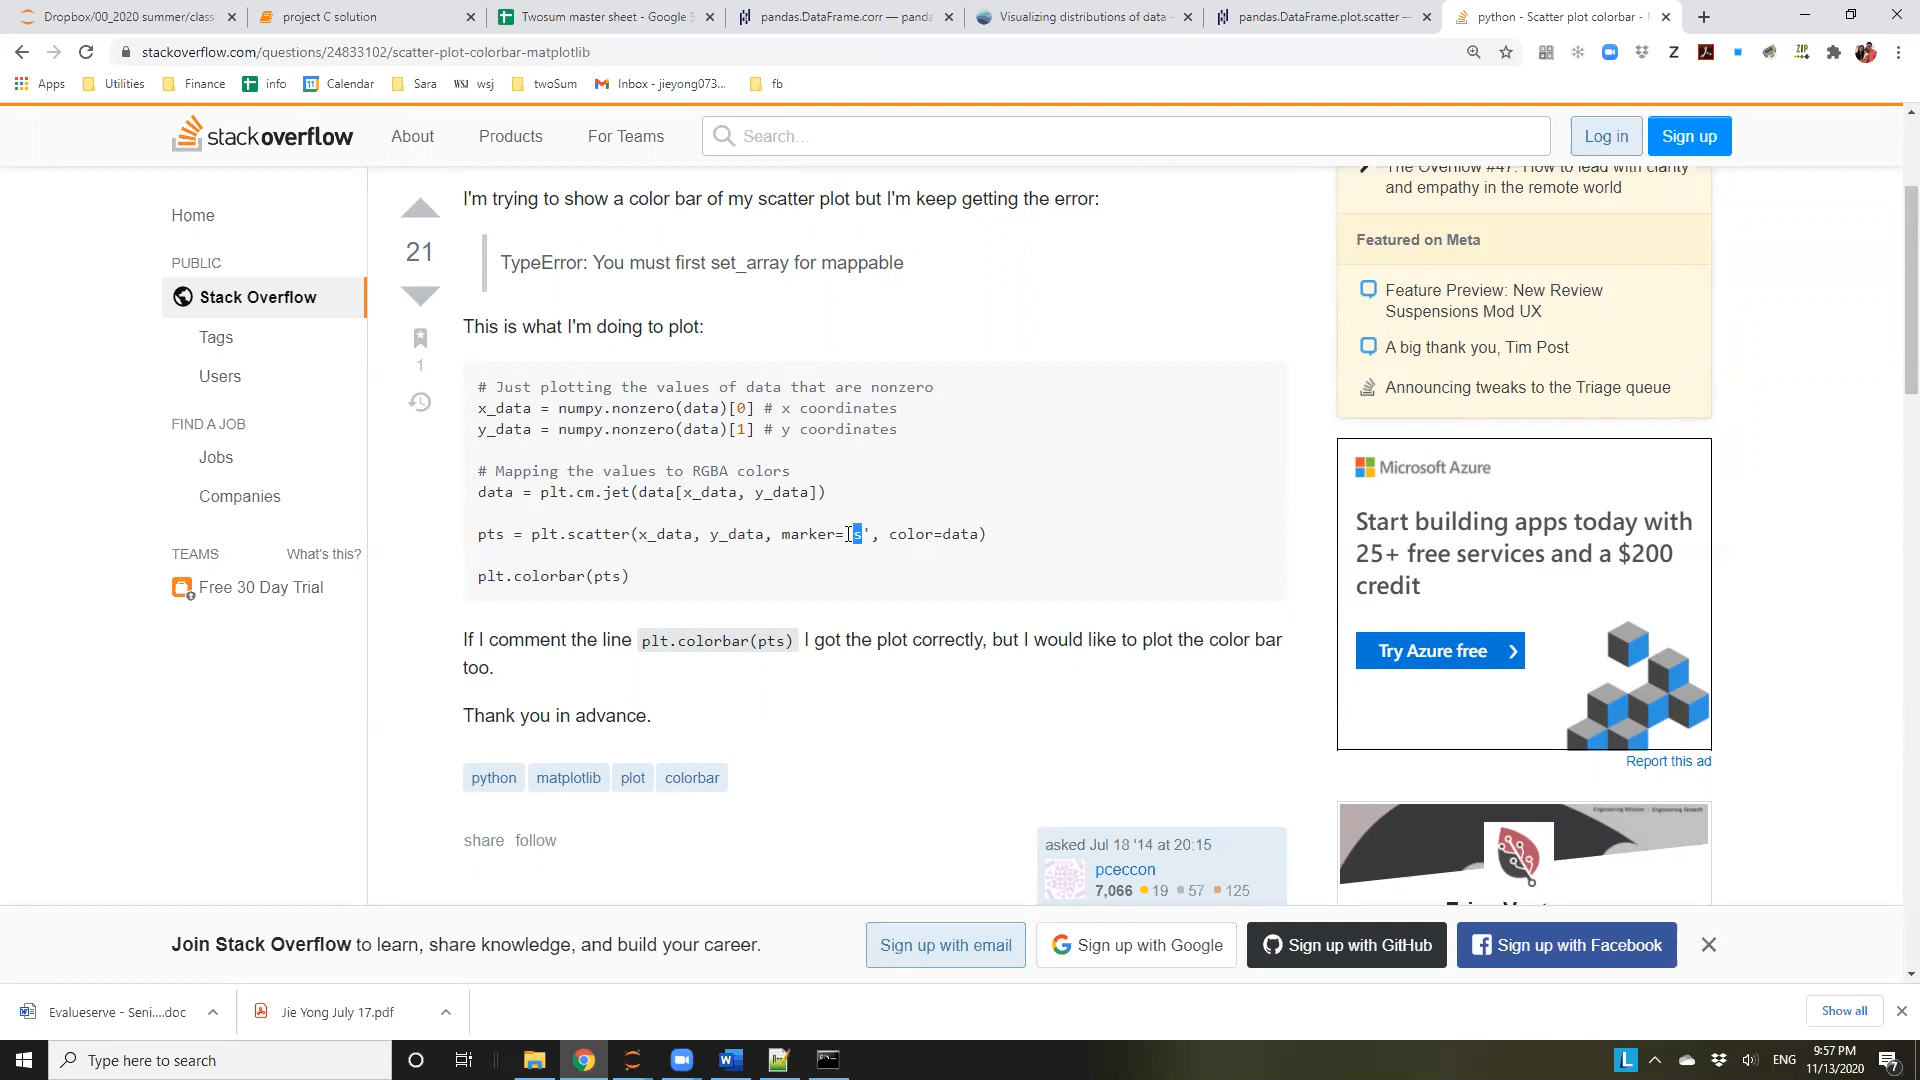 Dropbox/00_2020 summer/class
project C solution
Twosum master sheet - Google S
pandas.DataFrame.corr — panda
Visualizing distributions of data —
pandas.DataFrame.plot.scatter —
python - Scatter plot colorbar -
stackoverflow.com/questions/24833102/scatter-plot-colorbar-matplotlib
Apps
Utilities
Finance
info
Calendar
Sara
WSJ wsj
twoSum
Inbox - jieyong073...
fb
stackoverflow
About
Products
For Teams
Search...
Log in
Sign up
Home
PUBLIC
Stack Overflow
Tags
Users
FIND A JOB
Jobs
Companies
TEAMS
What's this?
Free 30 Day Trial
21
1
I'm trying to show a color bar of my scatter plot but I'm keep getting the error:
TypeError: You must first set_array for mappable
This is what I'm doing to plot:
# Just plotting the values of data that are nonzero
x_data = numpy.nonzero(data)[0] # x coordinates
y_data = numpy.nonzero(data)[1] # y coordinates
# Mapping the values to RGBA colors
data = plt.cm.jet(data[x_data, y_data])
pts = plt.scatter(x_data, y_data, marker='s', color=data)
plt.colorbar(pts)
If I comment the line plt.colorbar(pts) I got the plot correctly, but I would like to plot the color bar
too.
Thank you in advance.
python matplotlib plot colorbar
share follow
asked Jul 18 '14 at 20:15
pceccon
7,066 19 57 125
The Overflow #47: How to lead with clarity
and empathy in the remote world
Featured on Meta
Feature Preview: New Review
Suspensions Mod UX
A big thank you, Tim Post
Announcing tweaks to the Triage queue
Microsoft Azure
Start building apps today with
25+ free services and a $200
credit
Try Azure free
Report this ad
Join Stack Overflow to learn, share knowledge, and build your career.
Sign up with email
Sign up with Google
Sign up with GitHub
Sign up with Facebook
Evalueserve - Seni....doc
Jie Yong July 17.pdf
Show all
Type here to search
ENG
9:57 PM
11/13/2020
7